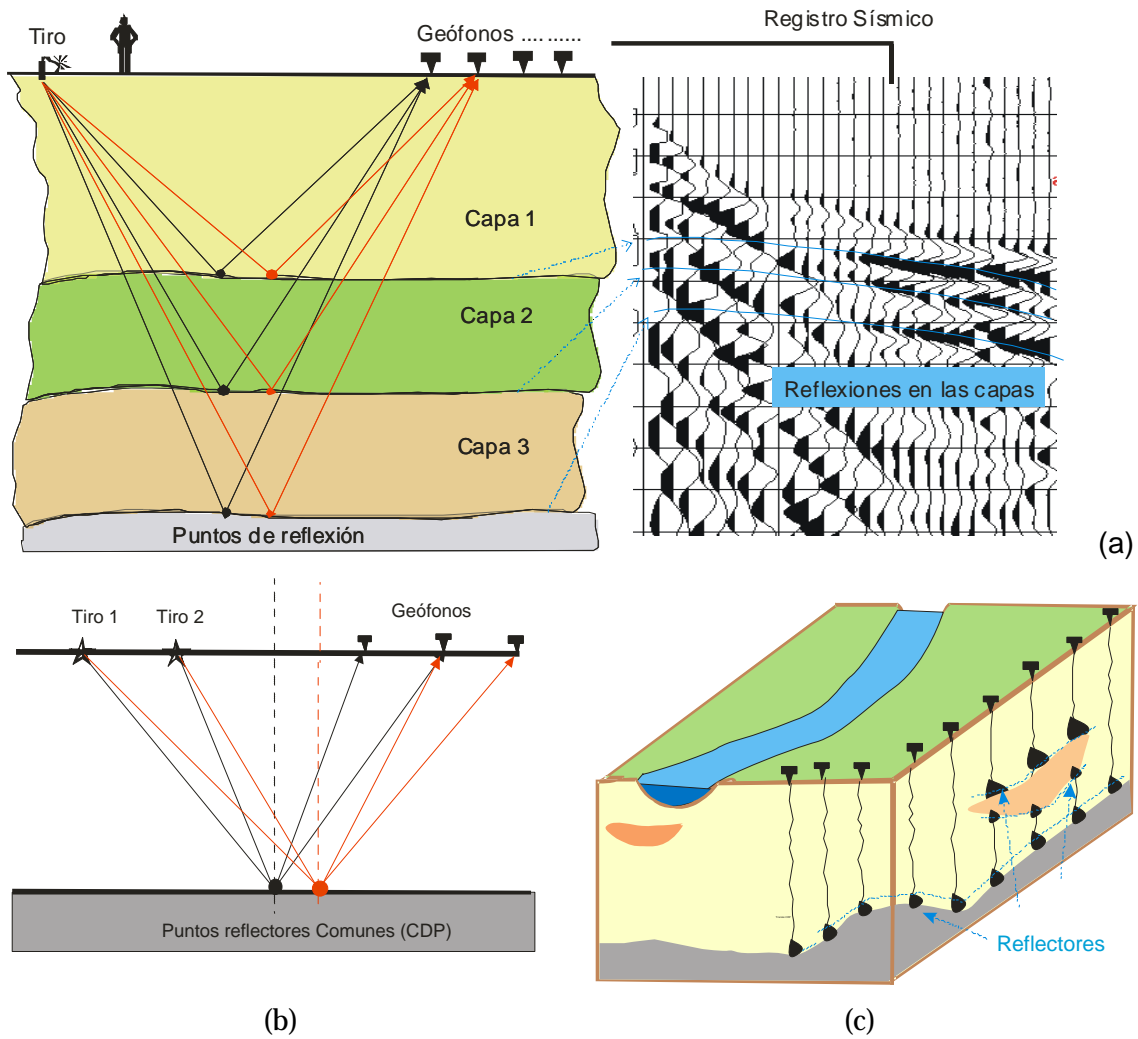 Registro Sísmico
Tiro
Geófonos .... ......
Capa 1
Capa 2
Reflexiones en las capas
Capa 3
Puntos de reflexión
(a)
Tiro 1
Tiro 2
Geófonos
Puntos reflectores Comunes (CDP)
Reflectores
(b)
(c)